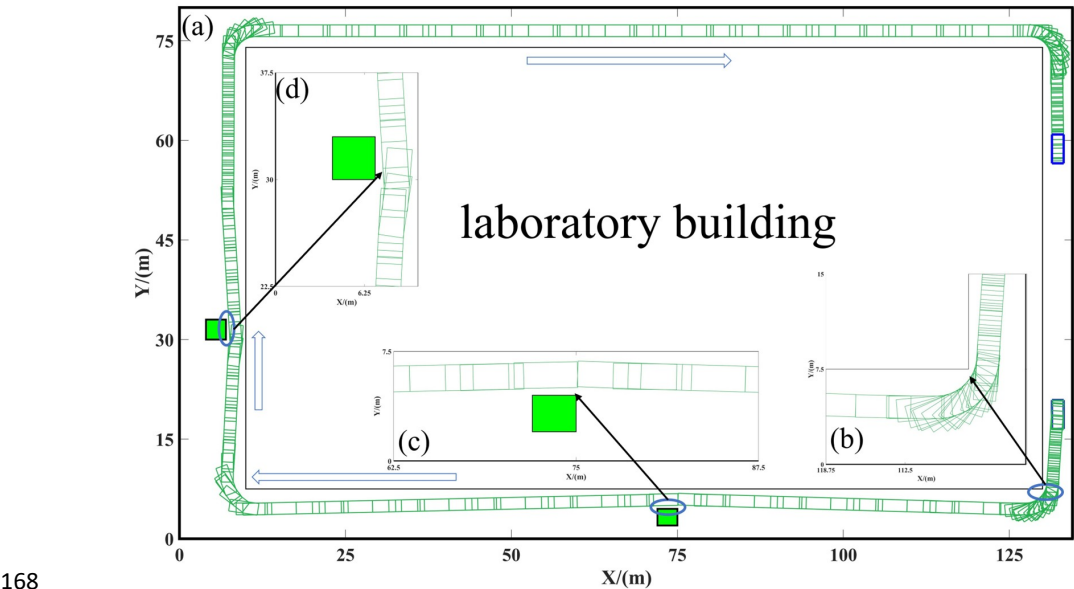 (a)
75
60
45
30
15
0
Y/(m)
0
25
50
75
100
125
X/(m)
laboratory building
(d)
37.5
30
22.5
Y/(m)
0
6.25
X/(m)
(c)
7.5
0
Y/(m)
62.5
75
87.5
X/(m)
(b)
15
7.5
0
Y/(m)
118.75
112.5
X/(m)
168